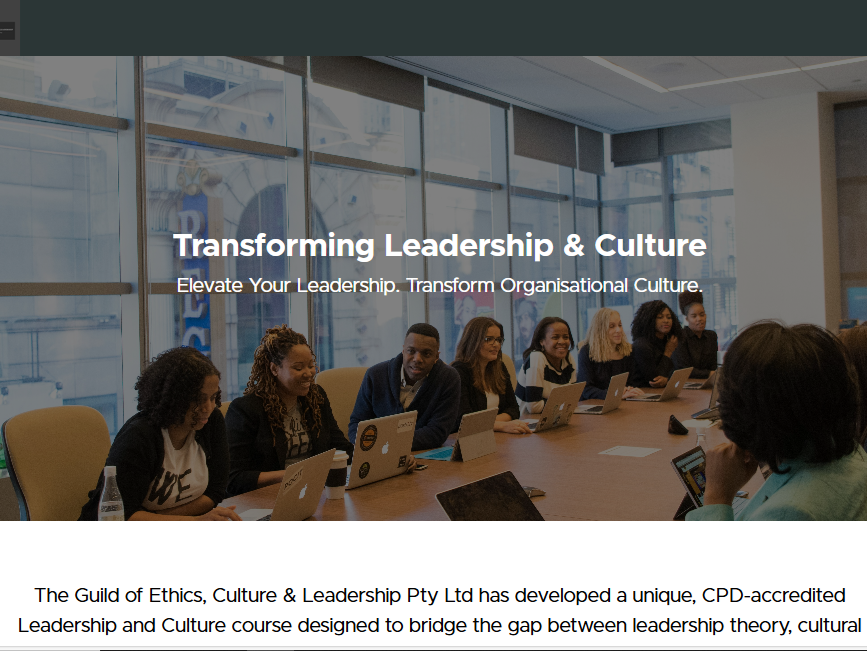 Transforming Leadership & Culture
Elevate Your Leadership. Transform Organisational Culture.
WE
The Guild of Ethics, Culture & Leadership Pty Ltd has developed a unique, CPD-accredited
Leadership and Culture course designed to bridge the gap between leadership theory, cultural